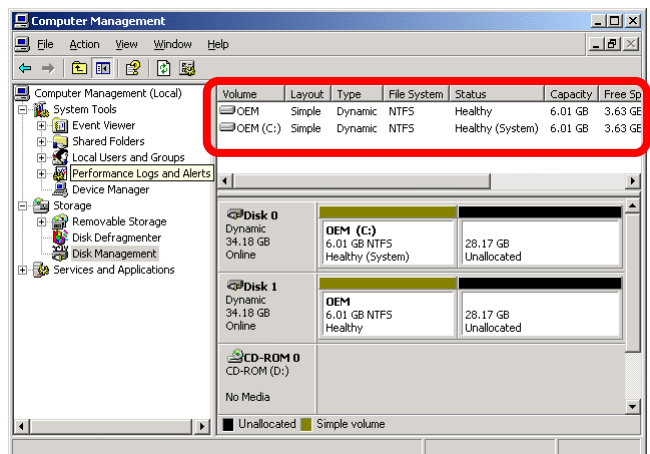 Computer Management
File Action View Window Help
Computer Management (Local)
System Tools
Event Viewer
Shared Folders
Local Users and Groups
Performance Logs and Alerts
Device Manager
Storage
Removable Storage
Disk Defragmenter
Disk Management
Services and Applications
Volume Layout Type File System Status Capacity Free Sp
OEM Simple Dynamic NTFS Healthy 6.01 GB 3.63 GB
OEM (C:) Simple Dynamic NTFS Healthy (System) 6.01 GB 3.63 GB
Disk 0
Dynamic
34.18 GB
Online
OEM (C:)
6.01 GB NTFS
Healthy (System)
28.17 GB
Unallocated
Disk 1
Dynamic
34.18 GB
Online
OEM
6.01 GB NTFS
Healthy
28.17 GB
Unallocated
CD-ROM 0
CD-ROM (D:)
No Media
Unallocated Simple volume